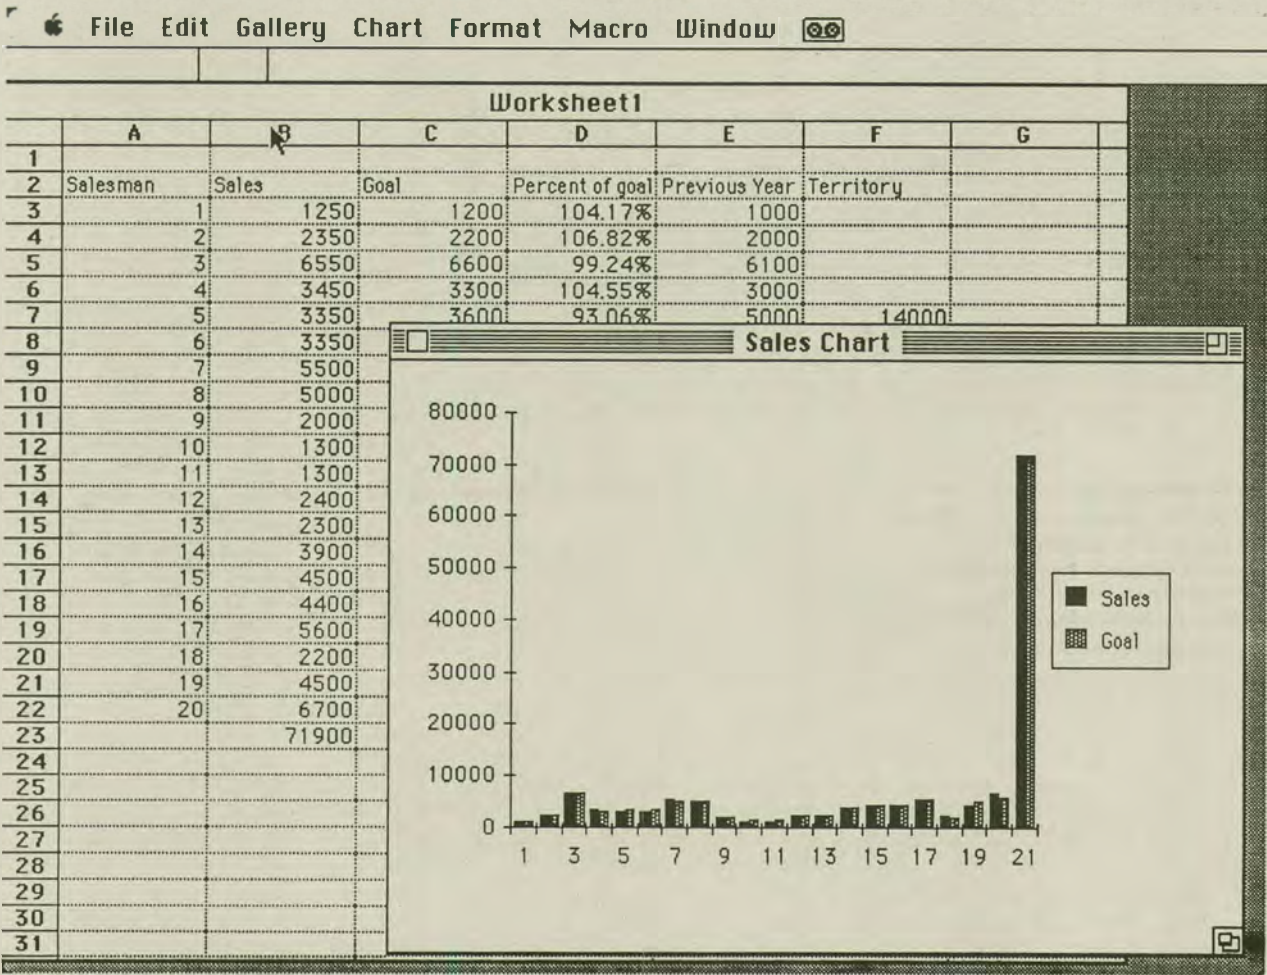 File Edit Gallery Chart Format Macro Window
Worksheet1
A B C D E F G
1
2 Salesman Sales Goal Percent of goal Previous Year Territory
3 1 1250 1200 104.17% 1000
4 2 2350 2200 106.82% 2000
5 3 6550 6600 99.24% 6100
6 4 3450 3300 104.55% 3000
7 5 3350 3600 93.06% 5000 14000
8 6 3350
9 7 5500
10 8 5000
11 9 2000
12 10 1300
13 11 1300
14 12 2400
15 13 2300
16 14 3900
17 15 4500
18 16 4400
19 17 5600
20 18 2200
21 19 4500
22 20 6700
23 71900
24
25
26
27
28
29
30
31
Sales Chart
80000
70000
60000
50000
40000
30000
20000
10000
0
1 3 5 7 9 11 13 15 17 19 21
Sales
Goal